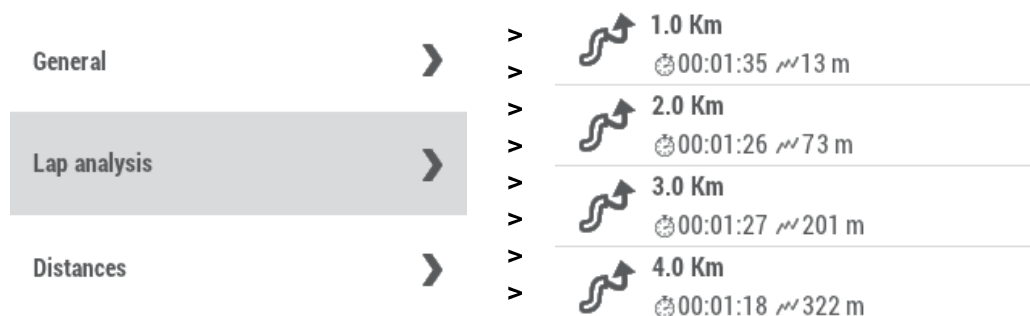 General
Lap analysis
Distances
>
>
>
>
>
>
>
>
1.0 Km
00:01:35 13 m
2.0 Km
00:01:26 73 m
3.0 Km
00:01:27 201 m
4.0 Km
00:01:18 322 m